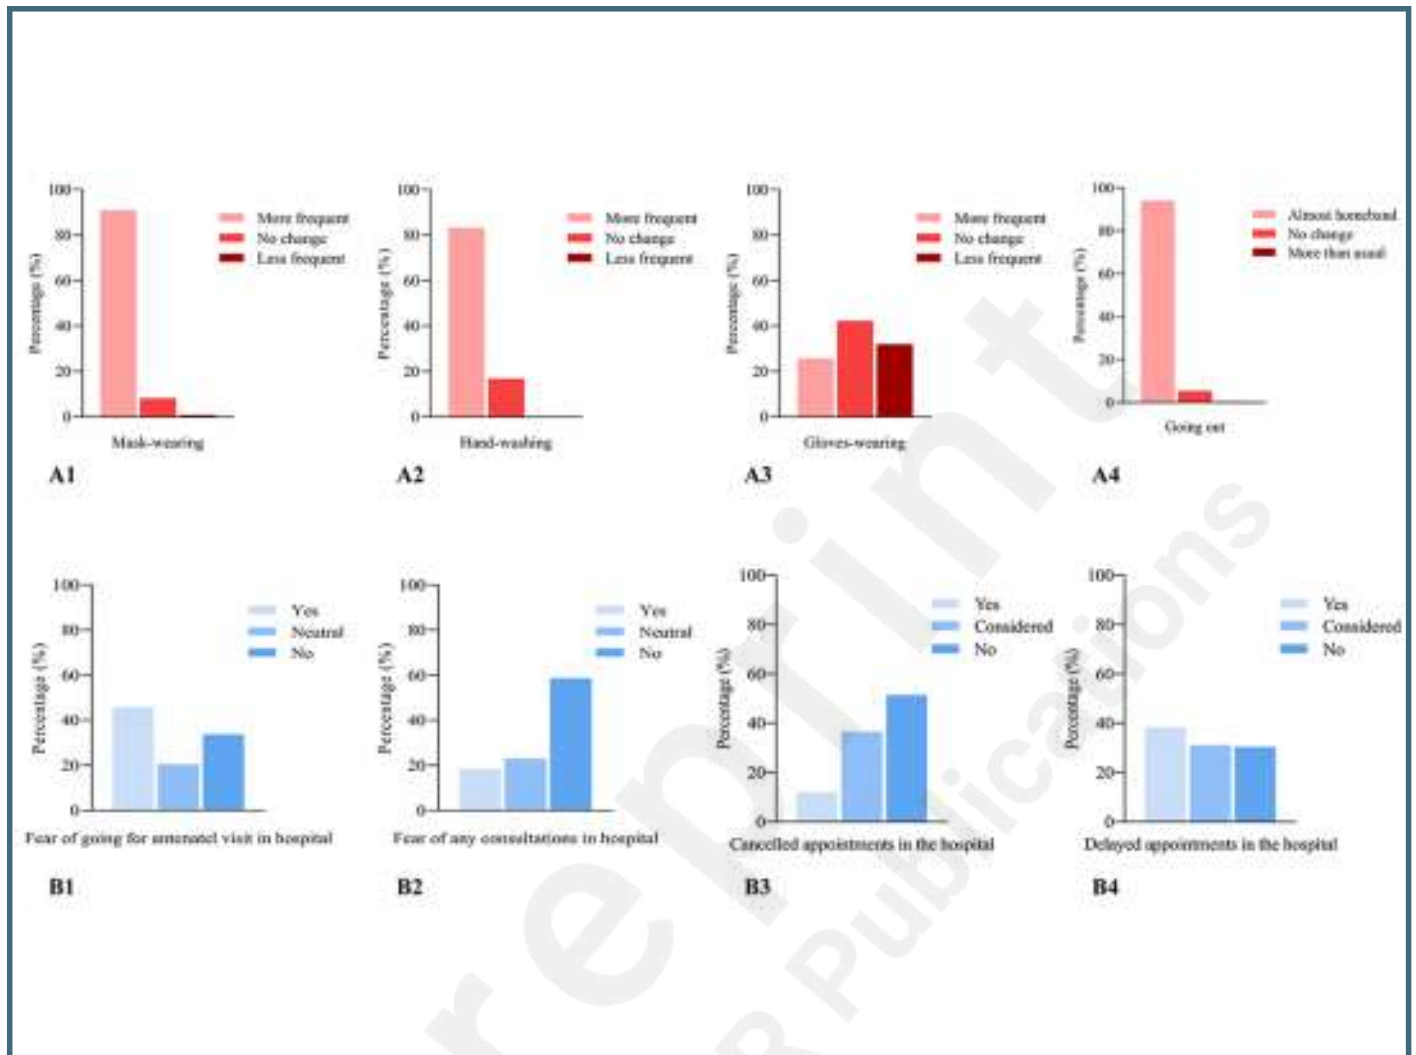 100
80
60
40
20
0
Percentage (%)
More frequent
No change
Less frequent
Mask-wearing
A1
100
80
60
40
20
0
Percentage (%)
More frequent
No change
Less frequent
Hand-washing
A2
100
80
60
40
20
0
Percentage (%)
More frequent
No change
Less frequent
Gloves-wearing
A3
100
80
60
40
20
0
Percentage (%)
Almost homeband
No change
More than usual
Going out
A4
100
80
60
40
20
0
Percentage (%)
Yes
Neutral
No
Fear of going for antenatel visit in hospital
B1
100
80
60
40
20
0
Percentage (%)
Yes
Neutral
No
Fear of any consultations in hospital
B2
100
80
60
40
20
0
Percentage (%)
Yes
Considered
No
Cancelled appointments in the hospital
B3
100
80
60
40
20
0
Percentage (%)
Yes
Considered
No
Delayed appointments in the hospital
B4
reprint
R Publications